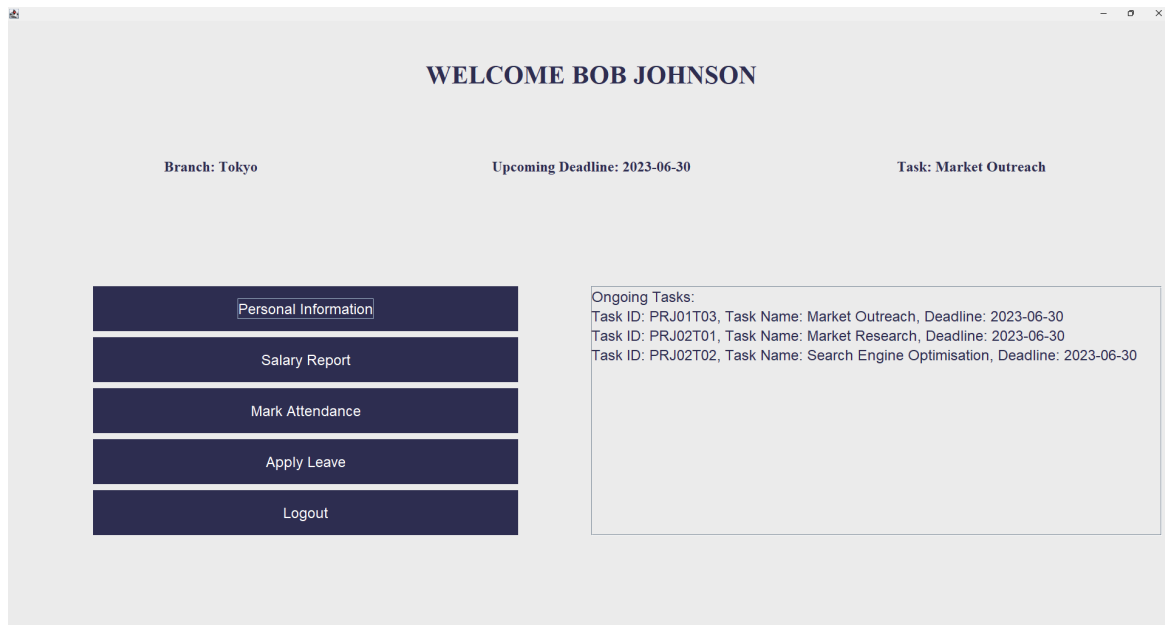 WELCOME BOB JOHNSON
Branch: Tokyo
Upcoming Deadline: 2023-06-30
Task: Market Outreach
Personal Information
Salary Report
Mark Attendance
Apply Leave
Logout
Ongoing Tasks:
Task ID: PRJ01T03, Task Name: Market Outreach, Deadline: 2023-06-30
Task ID: PRJ02T01, Task Name: Market Research, Deadline: 2023-06-30
Task ID: PRJ02T02, Task Name: Search Engine Optimisation, Deadline: 2023-06-30